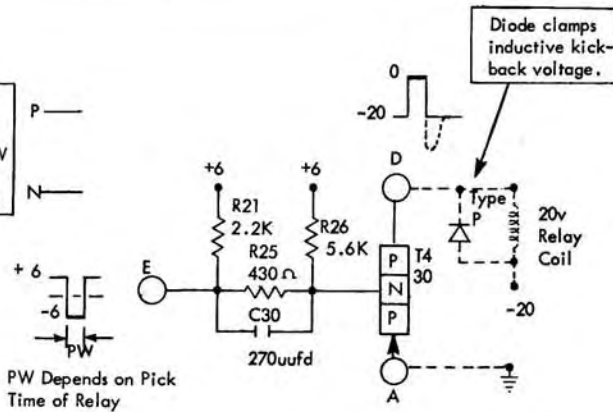 Diode clamps
inductive kick-
back voltage.
0
-20
P
N
V
+6
+6
D
Type
P
R21
2.2K
R26
5.6K
R25
430Ω
C30
270uufd
E
P
N
P
T4
30
20v
Relay
Coil
-20
+ 6
-6
PW
A
PW Depends on Pick
Time of Relay